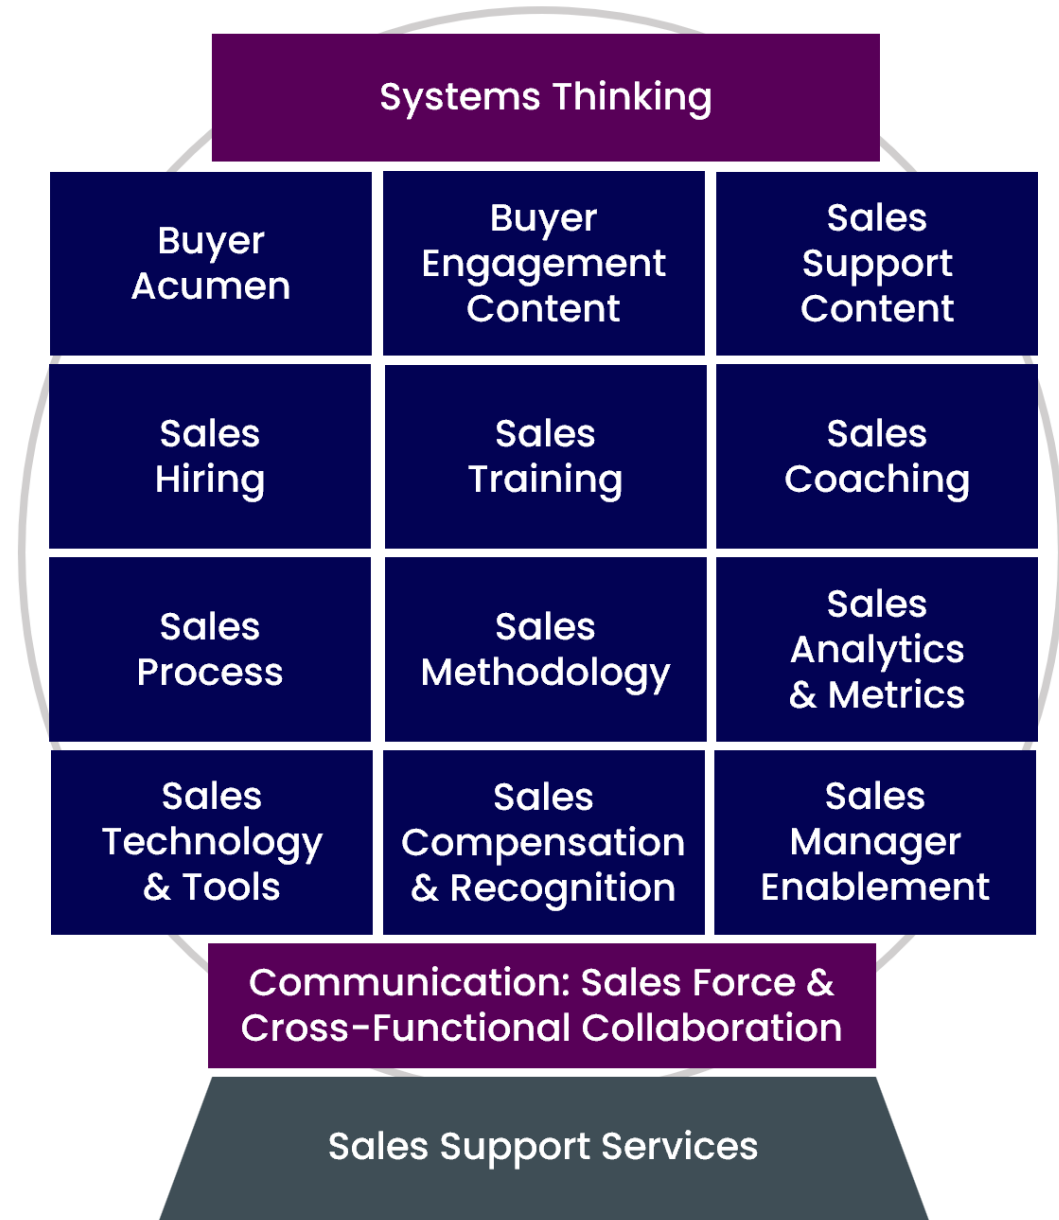 Systems Thinking
Buyer
Acumen
Buyer
Engagement
Content
Sales
Support
Content
Sales
Hiring
Sales
Training
Sales
Coaching
Sales
Process
Sales
Methodology
Sales
Analytics
& Metrics
Sales
Technology
& Tools
Sales
Compensation
& Recognition
Sales
Manager
Enablement
Communication: Sales Force &
Cross-Functional Collaboration
Sales Support Services